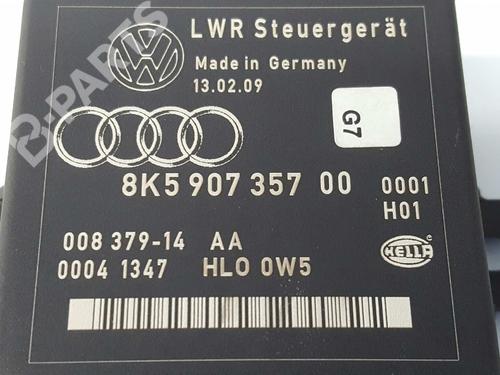 LWR Steuergerät
Made in Germany
13.02.09
G7
8K5 907 357 00 0001
H01
008 379-14 AA
0004 1347 HLO 0W5
HELLA
B-PARTS